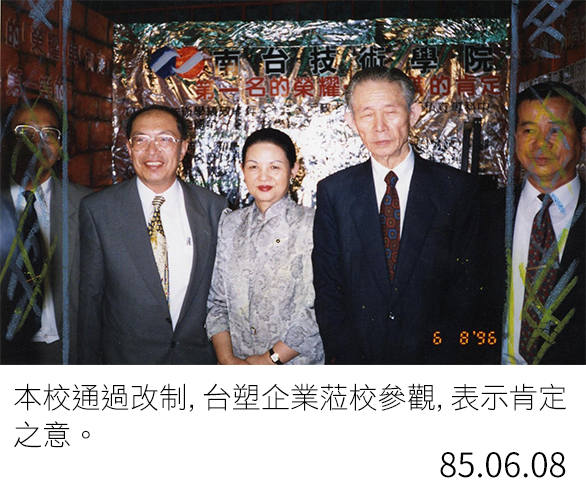 南台技術學院
第一名的榮耀 的肯定
6 8'96
本校通過改制, 台塑企業蒞校參觀, 表示肯定
之意。
85.06.08